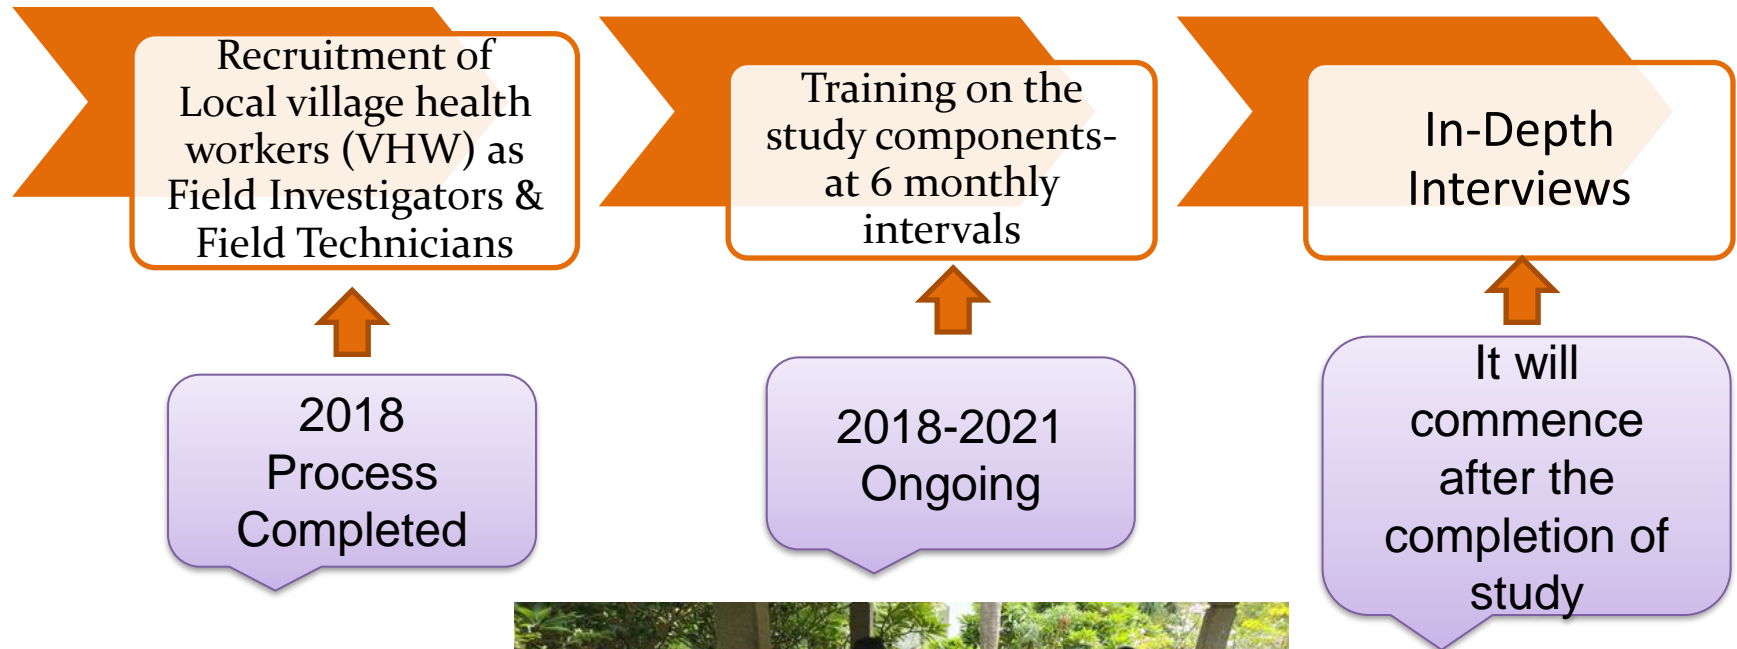 Recruitment of
Local village health
workers (VHW) as
Field Investigators &
Field Technicians
Training on the
study components-
at 6 monthly
intervals
In-Depth
Interviews
2018
Process
Completed
2018-2021
Ongoing
It will
commence
after the
completion of
study